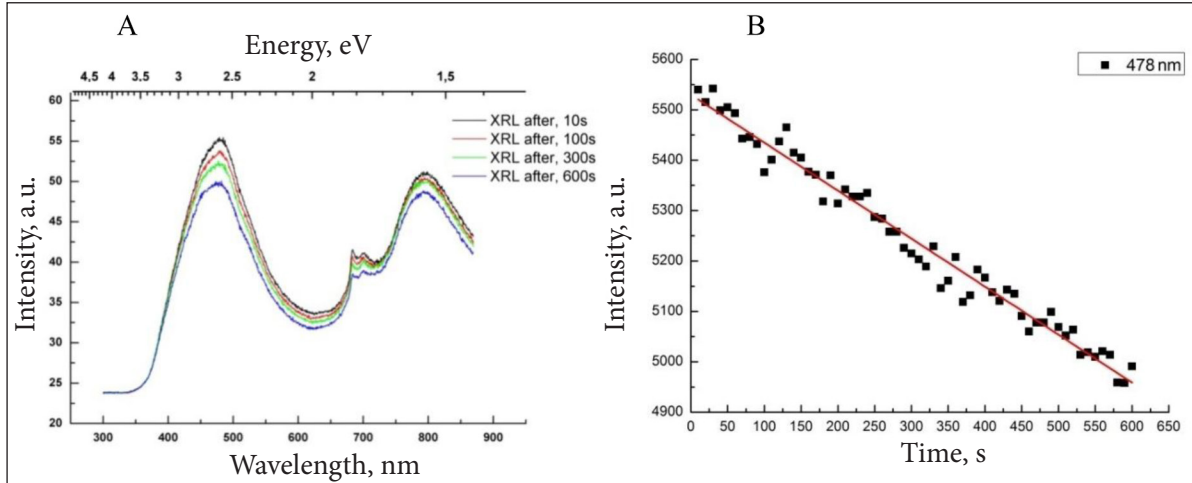 A
Energy, eV
4,5 4 3.5 3 2.5 2 1,5
60
55
50
45
40
35
30
25
20
Intensity, a.u.
XRL after, 10s
XRL after, 100s
XRL after, 300s
XRL after, 600s
300 400 500 600 700 800 900
Wavelength, nm
B
478 nm
5600
5500
5400
5300
5200
5100
5000
4900
Intensity, a.u.
0 50 100 150 200 250 300 350 400 450 500 550 600 650
Time, s